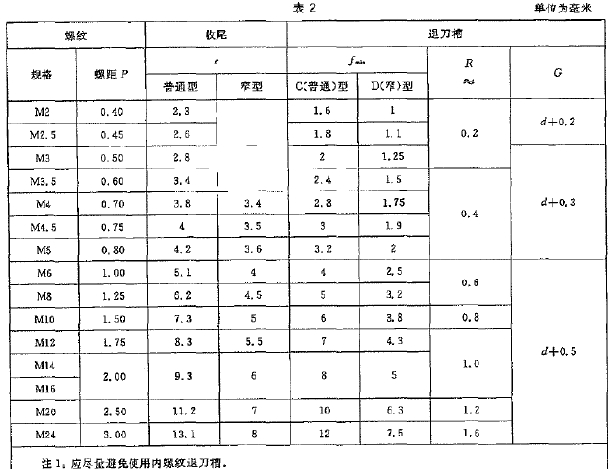 表 2
单位为毫米
螺纹 收尾 退刀槽
规格 螺距 P e fmin R ≈ G
普通型 窄型 C(普通)型 D(窄)型
M2 0.40 2.3 1.6 1 0.2 d+0.2
M2.5 0.45 2.6 1.8 1.1
M3 0.50 2.8 2 1.25 d+0.3
M3.5 0.60 3.4 2.4 1.5 0.4
M4 0.70 3.8 3.4 2.8 1.75
M4.5 0.75 4 3.5 3 1.9
M5 0.80 4.2 3.6 3.2 2
M6 1.00 5.1 4 4 2.5 0.6 d+0.5
M8 1.25 6.2 4.5 5 3.2
M10 1.50 7.3 5 6 3.8 0.8
M12 1.75 8.3 5.5 7 4.3 1.0
M14 2.00 9.3 6 8 5
M16
M20 2.50 11.2 7 10 6.3 1.2
M24 3.00 13.1 8 12 7.5 1.6
注1：应尽量避免使用内螺纹退刀槽。